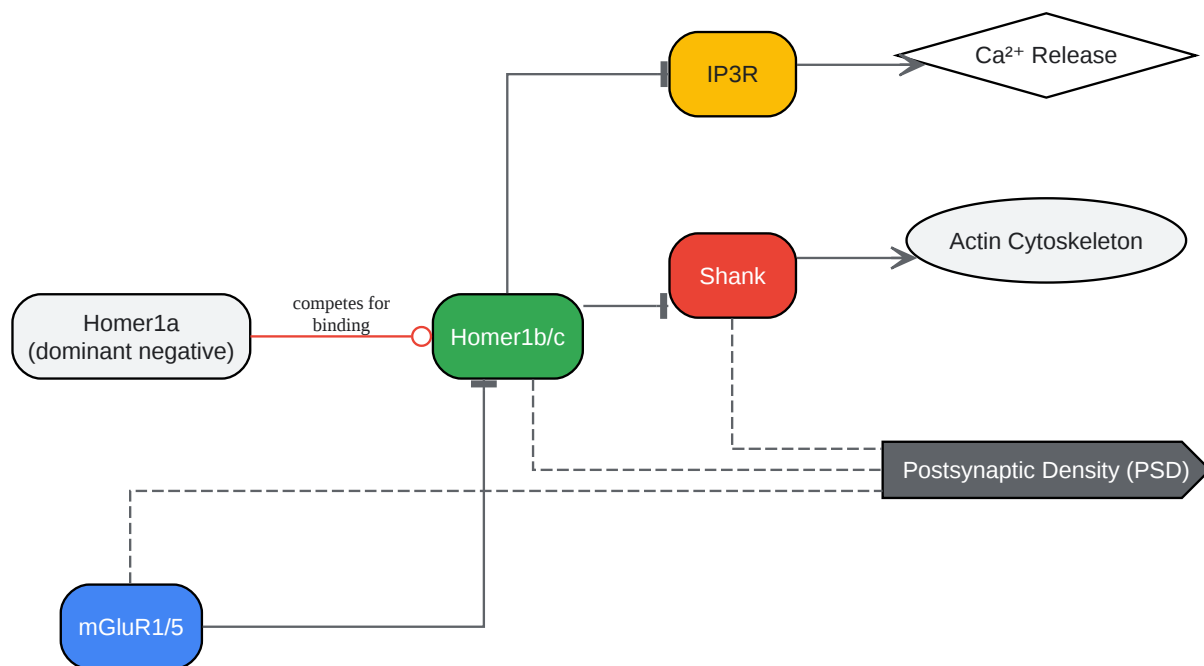 IP3R
Ca²⁺ Release
Shank
Actin Cytoskeleton
Homer1a
(dominant negative)
competes for
binding
Homer1b/c
Postsynaptic Density (PSD)
mGluR1/5